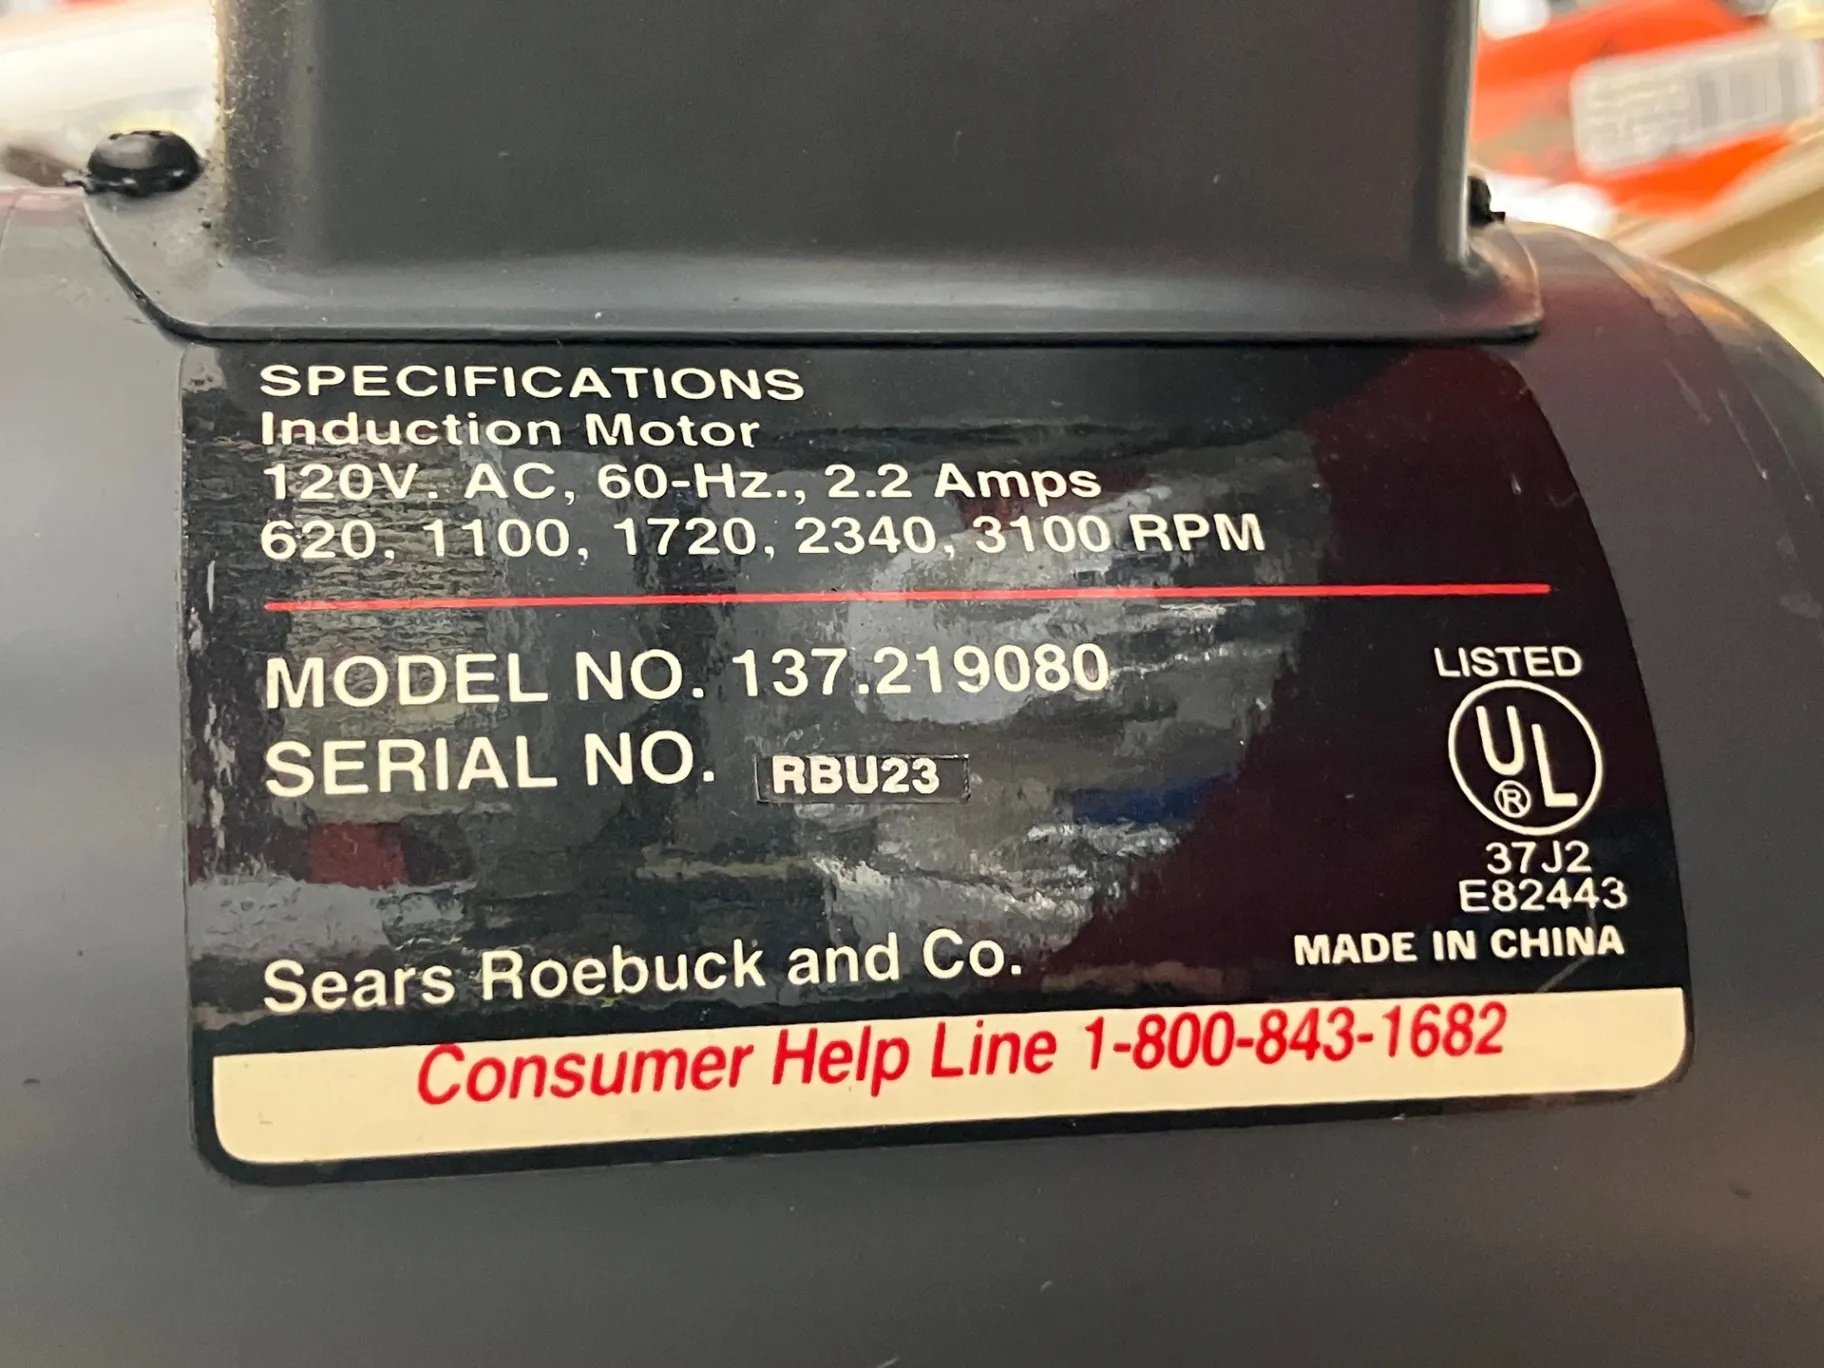 SPECIFICATIONS
Induction Motor
120V. AC, 60-Hz., 2.2 Amps
620, 1100, 1720, 2340, 3100 RPM
MODEL NO. 137.219080
SERIAL NO. RBU23
LISTED
UL ®
37J2
E82443
MADE IN CHINA
Sears Roebuck and Co.
Consumer Help Line 1-800-843-1682